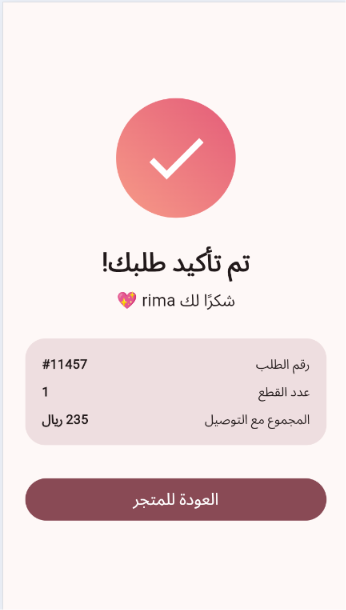 تم تأكيد طلبك!
شكرًا لك rima 💖
رقم الطلب #11457
عدد القطع 1
المجموع مع التوصيل 235 ريال
العودة للمتجر